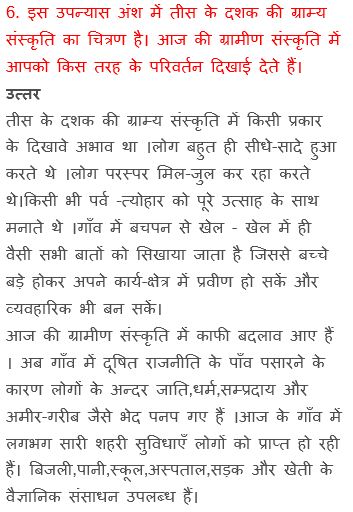 6. इस उपन्यास अंश में तीस के दशक की ग्राम्य
संस्कृति का चित्रण है। आज की ग्रामीण संस्कृति में
आपको किस तरह के परिवर्तन दिखाई देते हैं।
उत्तर
तीस के दशक की ग्राम्य संस्कृति में किसी प्रकार
के दिखावे अभाव था ।लोग बहुत ही सीधे-सादे हुआ
करते थे ।लोग परस्पर मिल-जुल कर रहा करते
थे।किसी भी पर्व -त्योहार को पूरे उत्साह के साथ
मनाते थे ।गाँव में बचपन से खेल - खेल में ही
वैसी सभी बातों को सिखाया जाता है जिससे बच्चे
बड़े होकर अपने कार्य-क्षेत्र में प्रवीण हो सकें और
व्यवहारिक भी बन सकें।
आज की ग्रामीण संस्कृति में काफी बदलाव आए हैं
। अब गाँव में दूषित राजनीति के पाँव पसारने के
कारण लोगों के अन्दर जाति,धर्म,सम्प्रदाय और
अमीर-गरीब जैसे भेद पनप गए हैं ।आज के गाँव में
लगभग सारी शहरी सुविधाएँ लोगों को प्राप्त हो रही
हैं। बिजली,पानी,स्कूल,अस्पताल,सड़क और खेती के
वैज्ञानिक संसाधन उपलब्ध हैं।